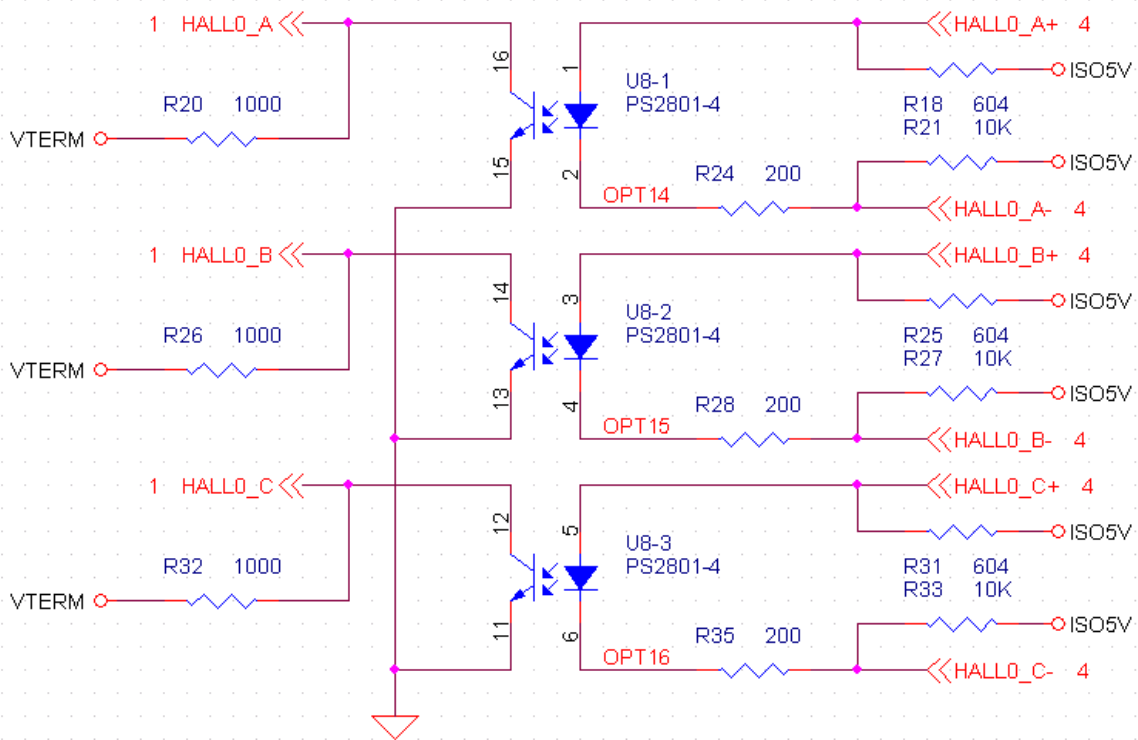 1 HALL0_A
16
1
U8-1
PS2801-4
HALL0_A+ 4
ISO5V
R20 1000
R18 604
R21 10K
VTERM
15
2
R24 200
ISO5V
OPT14
HALL0_A- 4
1 HALL0_B
14
3
U8-2
PS2801-4
HALL0_B+ 4
ISO5V
R26 1000
R25 604
R27 10K
VTERM
13
4
R28 200
ISO5V
OPT15
HALL0_B- 4
1 HALL0_C
12
5
U8-3
PS2801-4
HALL0_C+ 4
ISO5V
R32 1000
R31 604
R33 10K
VTERM
11
6
R35 200
ISO5V
OPT16
HALL0_C- 4